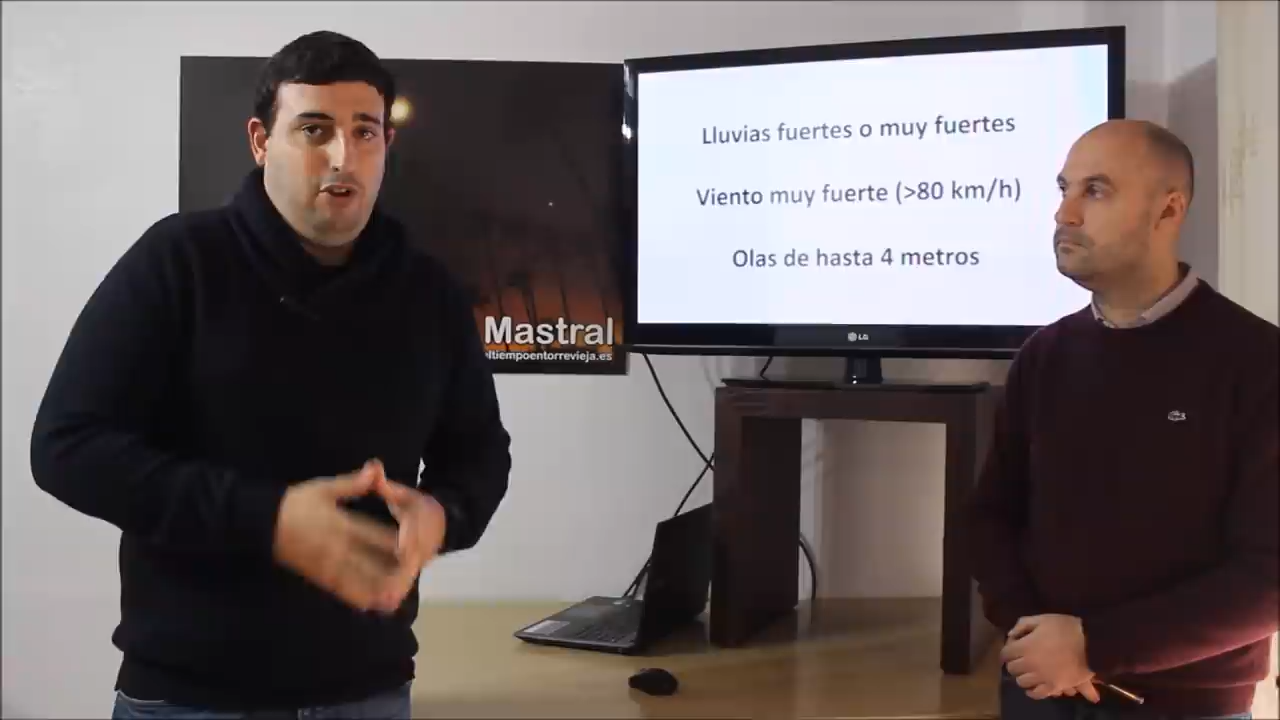 Lluvias fuertes o muy fuertes
Viento muy fuerte (>80 km/h)
Olas de hasta 4 metros
LG
Mastral
eltiempoentorrevieja.es